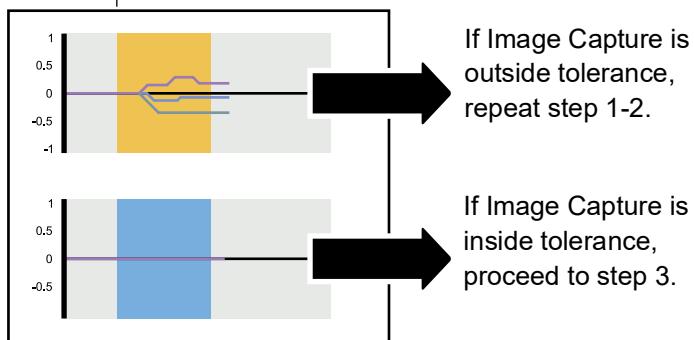 1
0.5
0
-0.5
-1
If Image Capture is
outside tolerance,
repeat step 1-2.
1
0.5
0
-0.5
If Image Capture is
inside tolerance,
proceed to step 3.